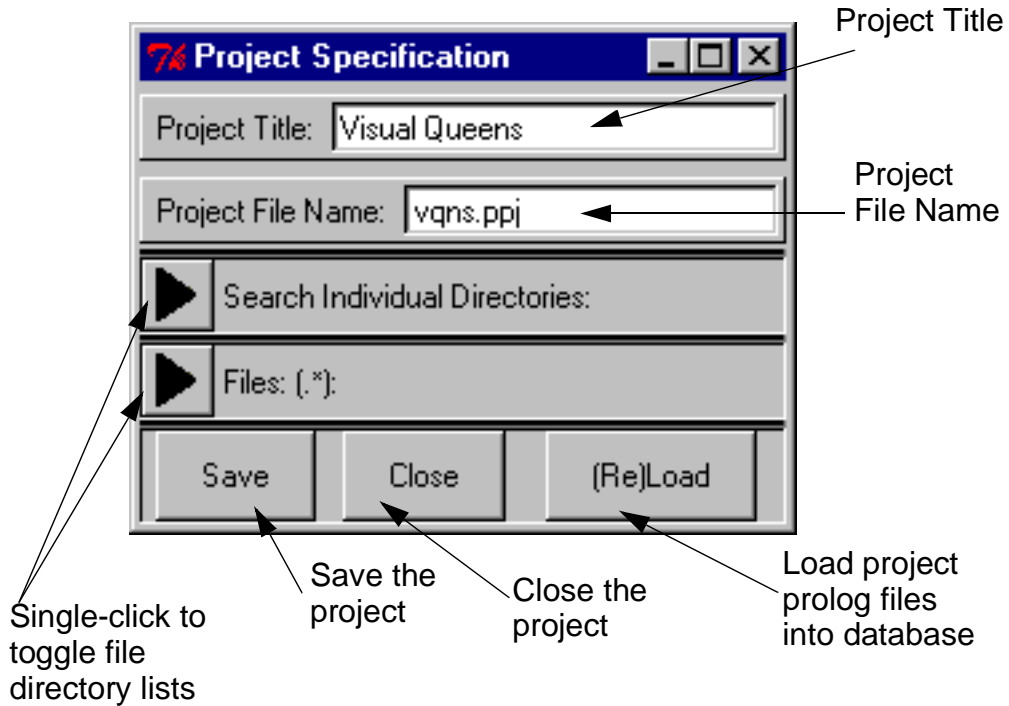 Project Title
7k Project Specification
Project Title: Visual Queens
Project
File Name
Project File Name: vqns.ppj
Search Individual Directories:
Files: (.*):
Save Close (Re)Load
Save the
project
Close the
project
Load project
prolog files
into database
Single-click to
toggle file
directory lists